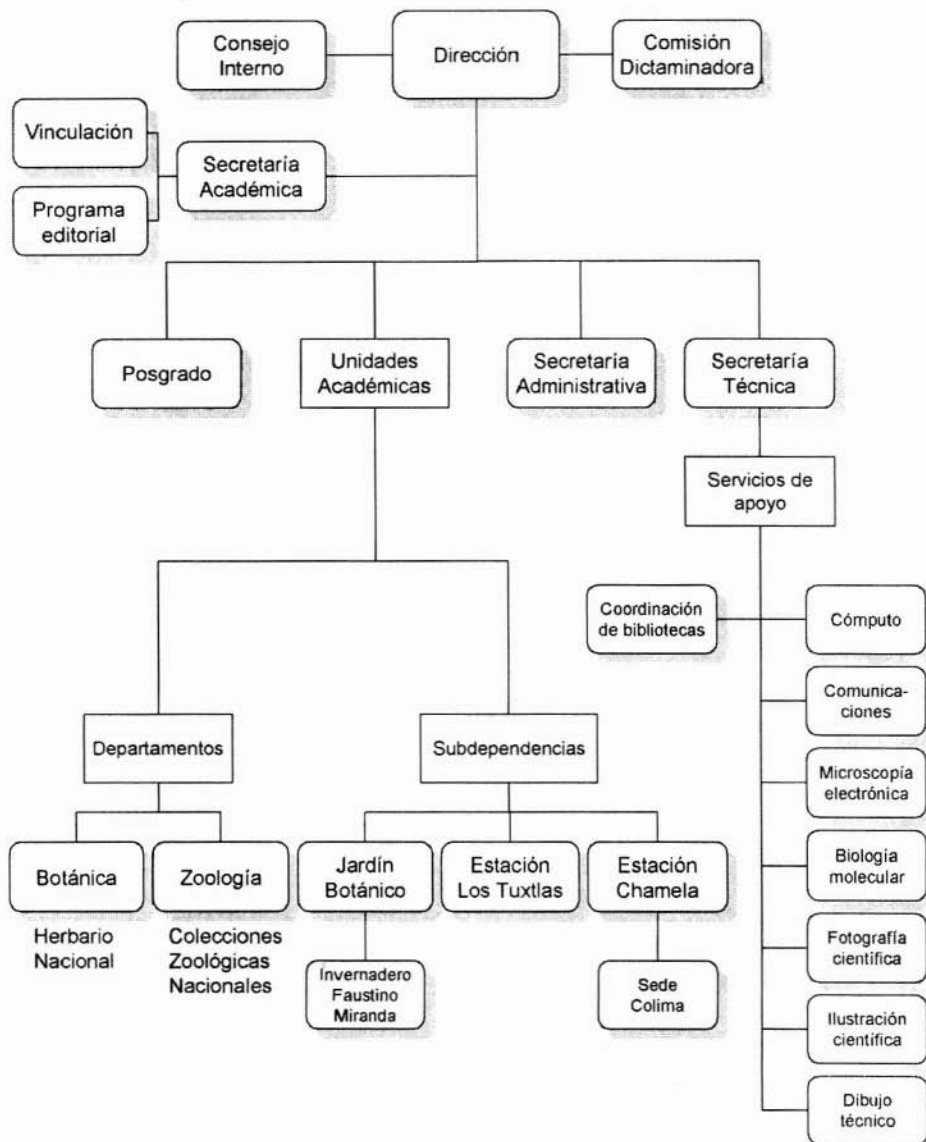 Consejo
Interno
Dirección
Comisión
Dictaminadora
Vinculación
Secretaría
Académica
Programa
editorial
Posgrado
Unidades
Académicas
Secretaría
Administrativa
Secretaría
Técnica
Servicios de
apoyo
Coordinación
de bibliotecas
Cómputo
Comunica-
ciones
Microscopía
electrónica
Biología
molecular
Fotografía
científica
Ilustración
científica
Dibujo
técnico
Departamentos
Subdependencias
Botánica
Zoología
Jardín
Botánico
Estación
Los Tuxtlas
Estación
Chamela
Herbario
Nacional
Colecciones
Zoológicas
Nacionales
Invernadero
Faustino
Miranda
Sede
Colima